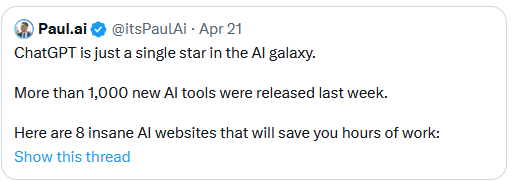 Paul.ai @itsPaulAi · Apr 21
ChatGPT is just a single star in the AI galaxy.
More than 1,000 new AI tools were released last week.
Here are 8 insane AI websites that will save you hours of work:
Show this thread